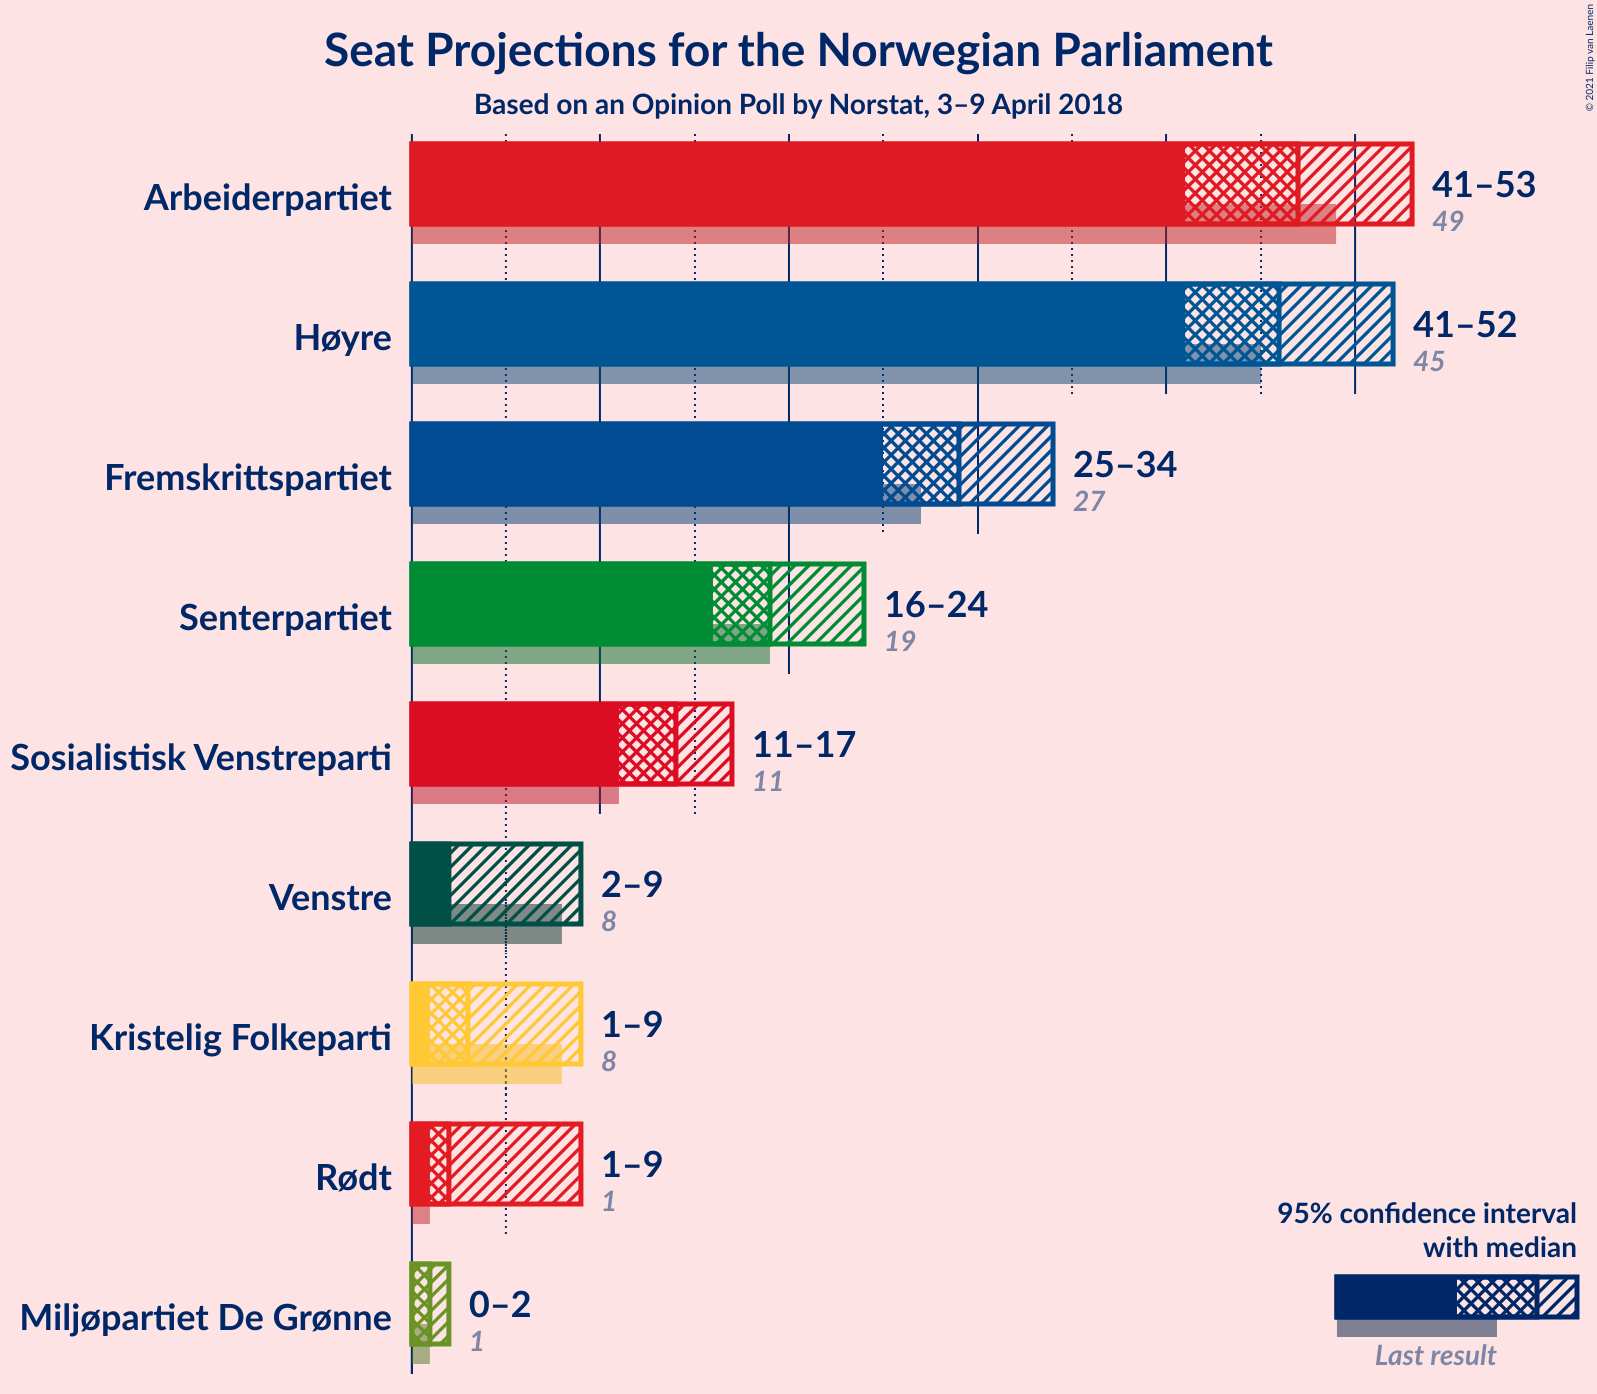 Seat Projections for the Norwegian Parliament
Based on an Opinion Poll by Norstat, 3–9 April 2018
© 2021 Filip van Laenen
Arbeiderpartiet
41–53
49
Høyre
41–52
45
Fremskrittspartiet
25–34
27
Senterpartiet
16–24
19
Sosialistisk Venstreparti
11–17
11
Venstre
2–9
8
Kristelig Folkeparti
1–9
8
Rødt
1–9
1
Miljøpartiet De Grønne
0–2
1
95% confidence interval
with median
Last result